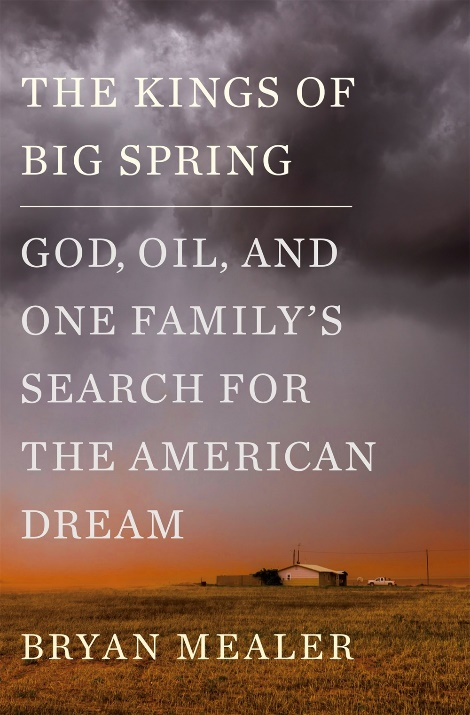 THE KINGS OF
BIG SPRING
GOD, OIL, AND
ONE FAMILY’S
SEARCH FOR
THE AMERICAN
DREAM
BRYAN MEALER